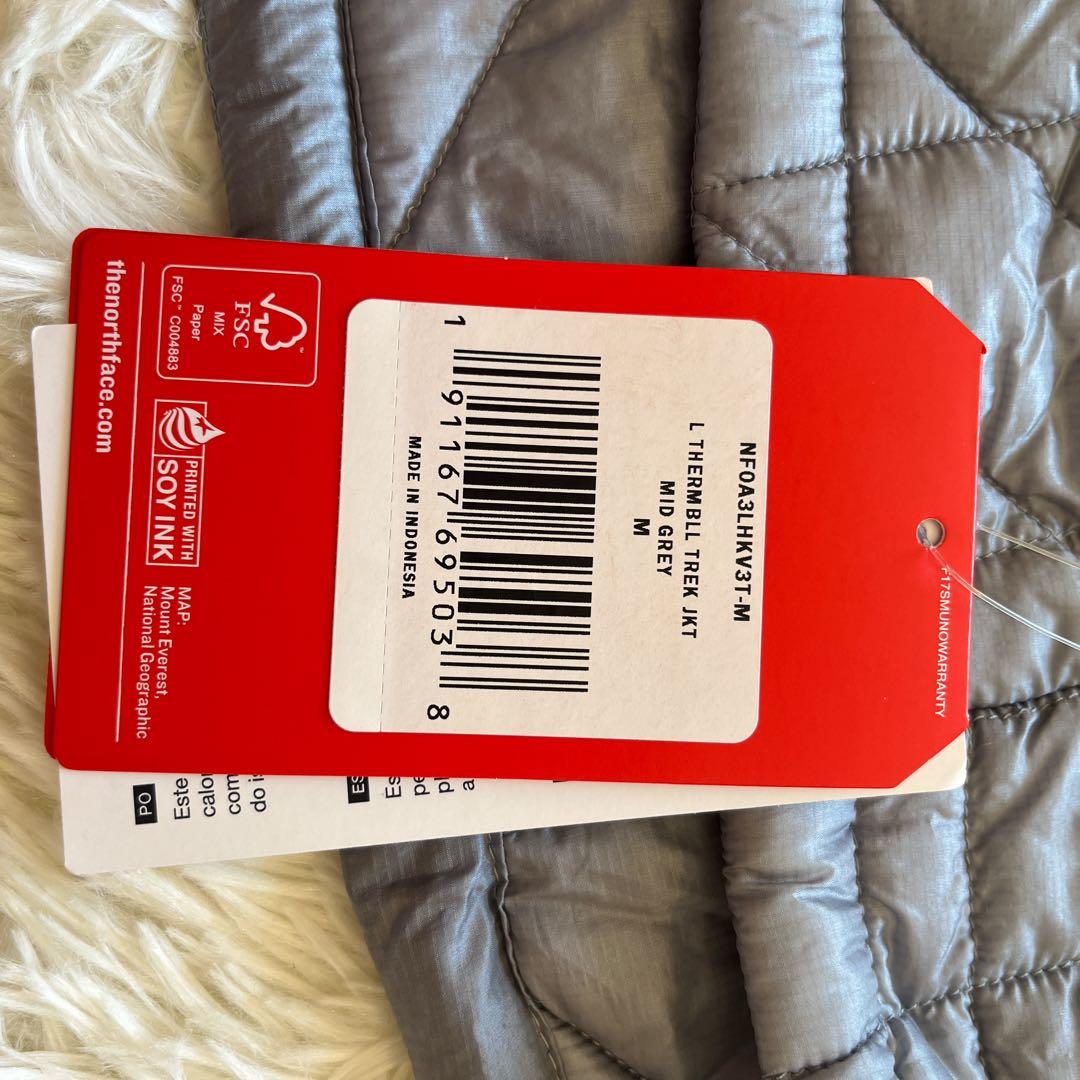 F17SMUNOWARRANTY
NF0A3LHKV3T-M
L THERMBLL TREK JKT
MID GREY
M
1 91167 69503 8
MADE IN INDONESIA
FSC
MIX
Paper
FSC™ C004883
PRINTED WITH
SOY INK
MAP:
Mount Everest,
National Geographic
thenorthface.com
ES
Es
pe
pl
a
PO
Este
calo
com
do i